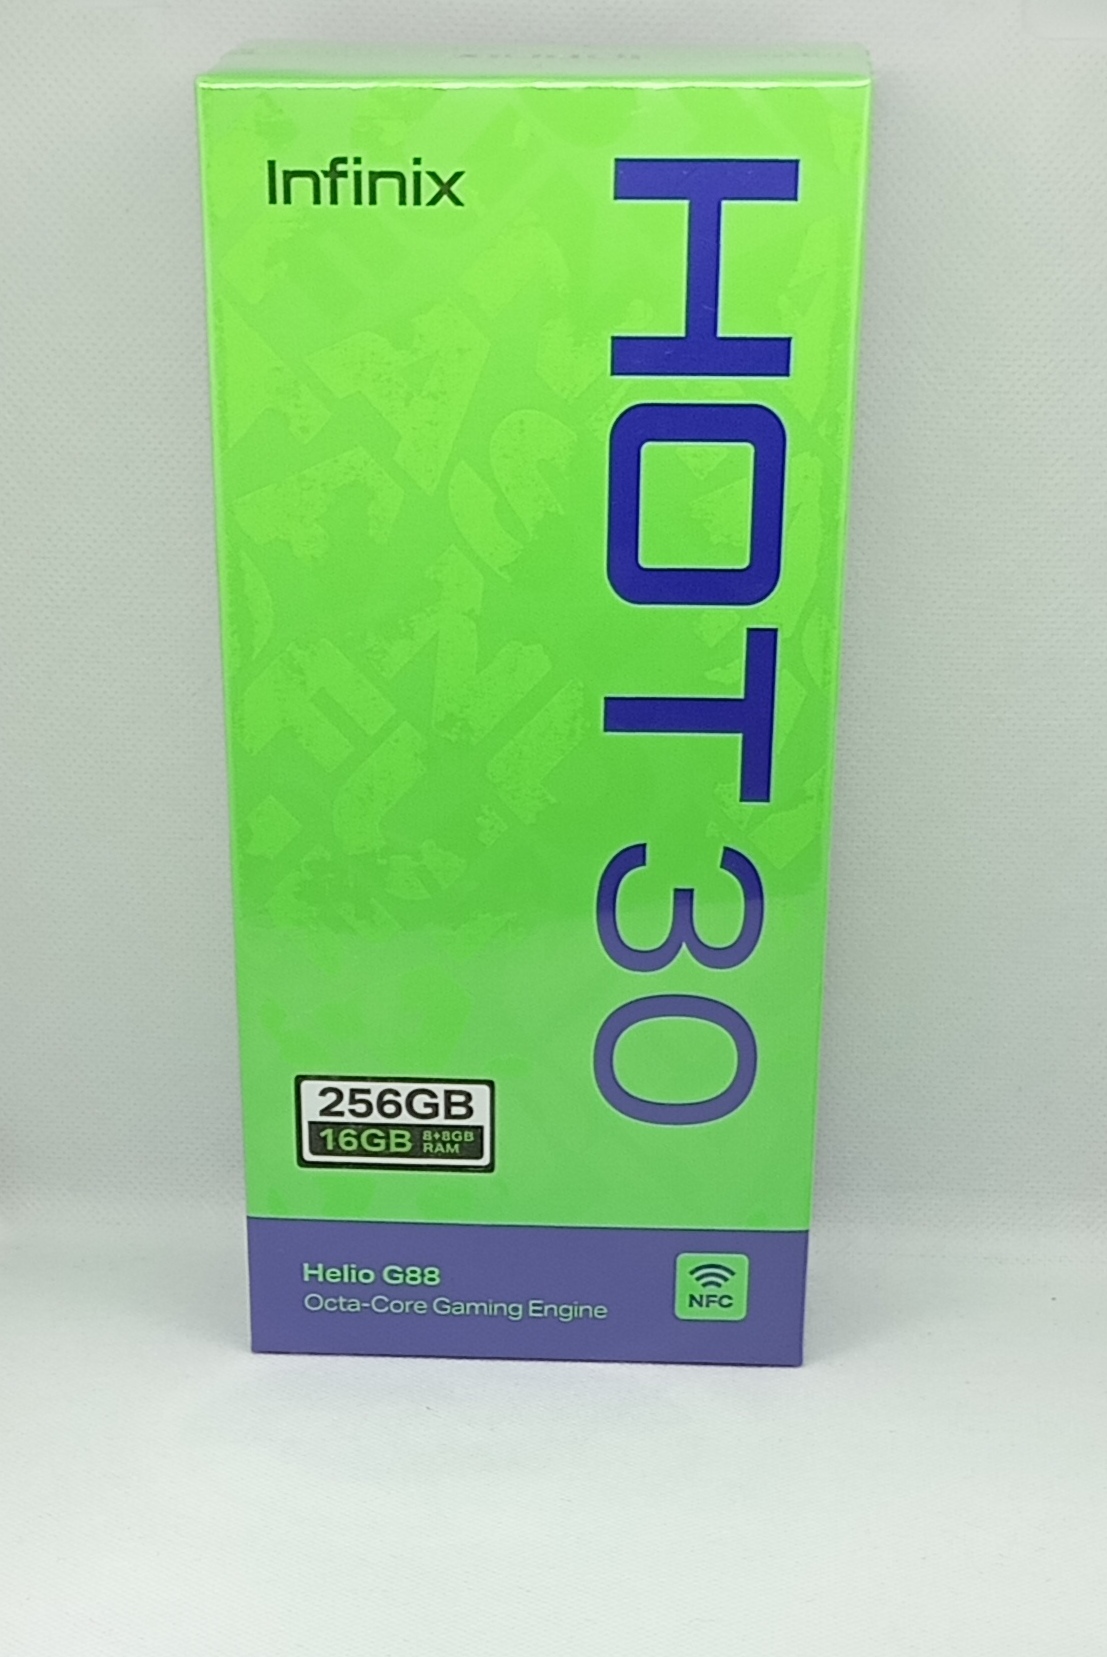 Infinix
HOT 30
256GB
16GB 8+8GB RAM
Helio G88
Octa-Core Gaming Engine
NFC